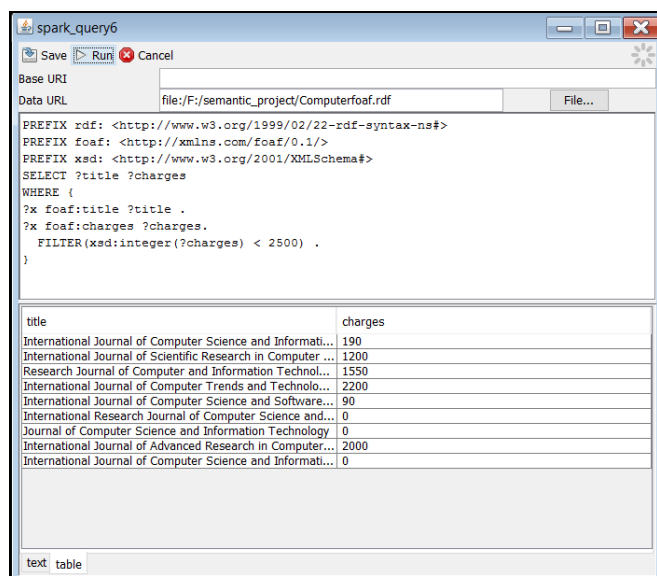 spark_query6
Save Run Cancel
Base URI
Data URL file:/F:/semantic_project/Computerfoaf.rdf File...
PREFIX rdf: <http://www.w3.org/1999/02/22-rdf-syntax-ns#>
PREFIX foaf: <http://xmlns.com/foaf/0.1/>
PREFIX xsd: <http://www.w3.org/2001/XMLSchema#>
SELECT ?title ?charges
WHERE {
?x foaf:title ?title .
?x foaf:charges ?charges.
FILTER(xsd:integer(?charges) < 2500) .
}
title charges
International Journal of Computer Science and Informati... 190
International Journal of Scientific Research in Computer ... 1200
Research Journal of Computer and Information Technol... 1550
International Journal of Computer Trends and Technolo... 2200
International Journal of Computer Science and Software... 90
International Research Journal of Computer Science and... 0
Journal of Computer Science and Information Technology 0
International Journal of Advanced Research in Computer... 2000
International Journal of Computer Science and Informati... 0
text table